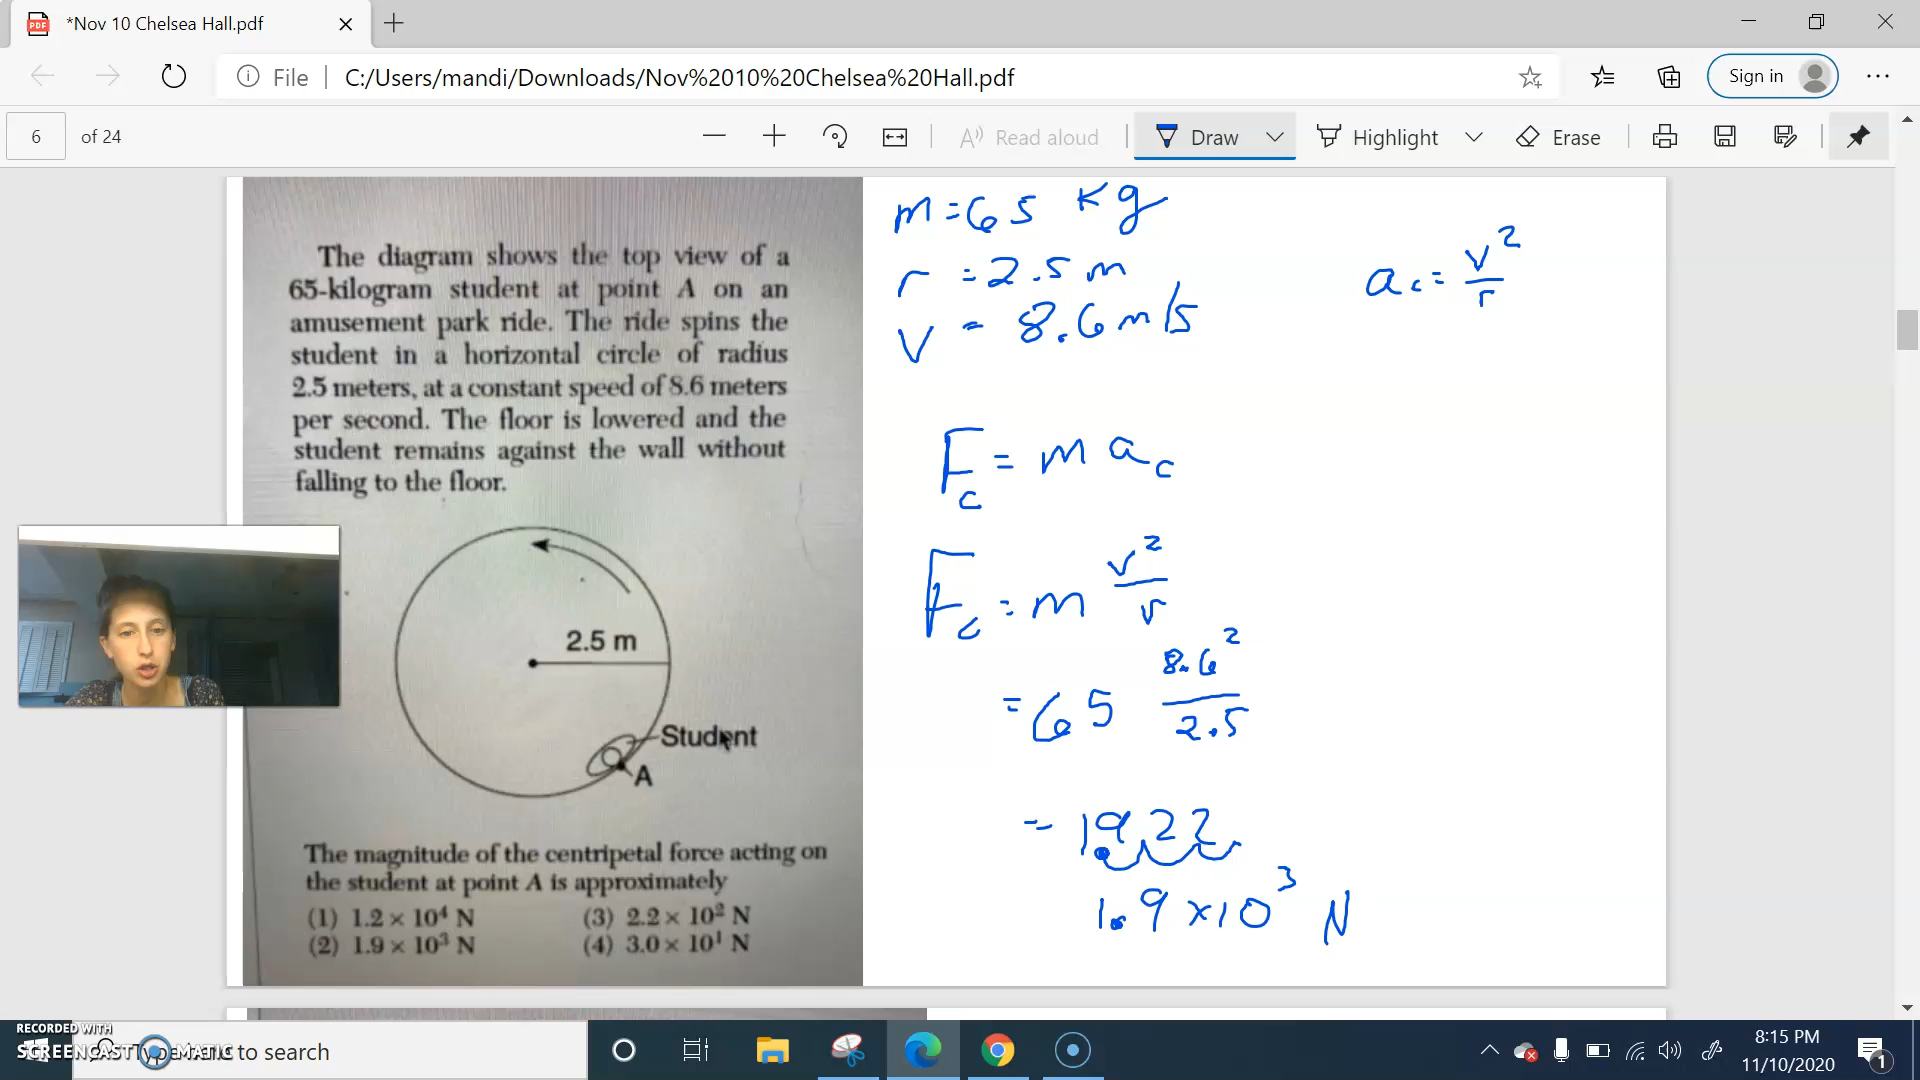 *Nov 10 Chelsea Hall.pdf
File
C:/Users/mandi/Downloads/Nov%2010%20Chelsea%20Hall.pdf
Sign in
6 of 24
Read aloud
Draw
Highlight
Erase
The diagram shows the top view of a
65-kilogram student at point A on an
amusement park ride. The ride spins the
student in a horizontal circle of radius
2.5 meters, at a constant speed of 8.6 meters
per second. The floor is lowered and the
student remains against the wall without
falling to the floor.
2.5 m
Student
A
The magnitude of the centripetal force acting on
the student at point A is approximately
(1) 1.2 × 10⁴ N (3) 2.2 × 10² N
(2) 1.9 × 10³ N (4) 3.0 × 10¹ N
m = 65 kg
r = 2.5 m
v = 8.6 m/s
a_c = v²/r
F_c = m a_c
F_c = m v²/r
= 65 8.6²/2.5
= 1922
1.9 × 10³ N
RECORDED WITH
SCREENCAST MATIC
Type here to search
8:15 PM
11/10/2020
1